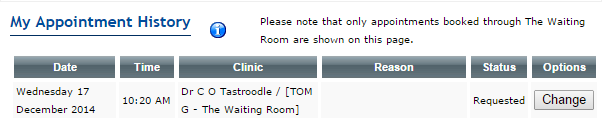 My Appointment History
Please note that only appointments booked through The Waiting
Room are shown on this page.
Date Time Clinic Reason Status Options
Wednesday 17
December 2014
10:20 AM
Dr C O Tastroodle / [TOM
G - The Waiting Room]
Requested
Change